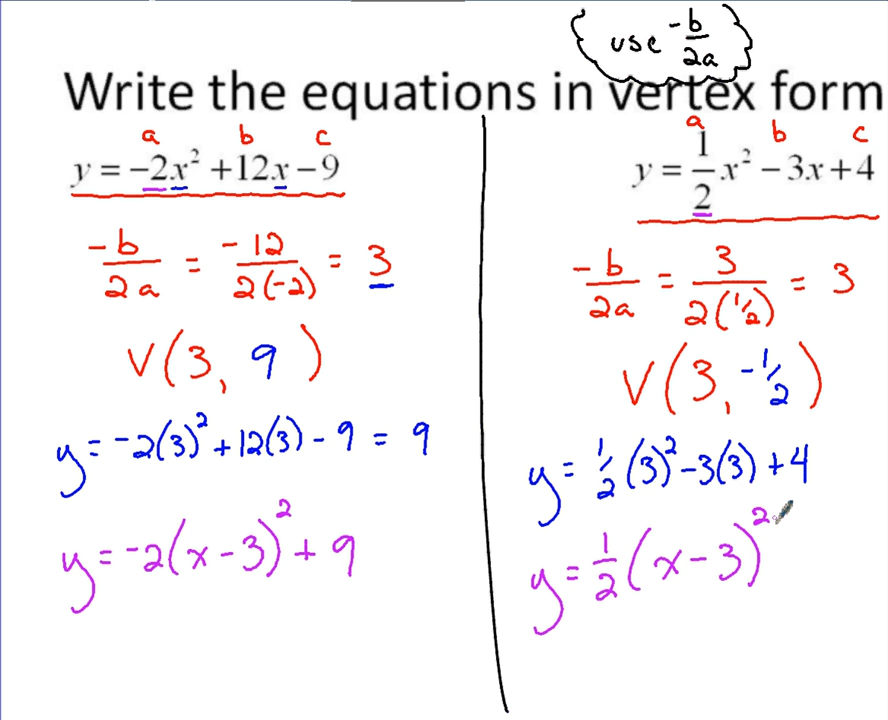 use -b/2a
Write the equations in vertex form
a b c
y = -2x² + 12x - 9
-b/2a = -12/2(-2) = 3
V(3, 9)
y = -2(3)² + 12(3) - 9 = 9
y = -2(x - 3)² + 9
a b c
y = 1/2x² - 3x + 4
-b/2a = 3/2(1/2) = 3
V(3, -1/2)
y = 1/2(3)² - 3(3) + 4
y = 1/2(x - 3)²